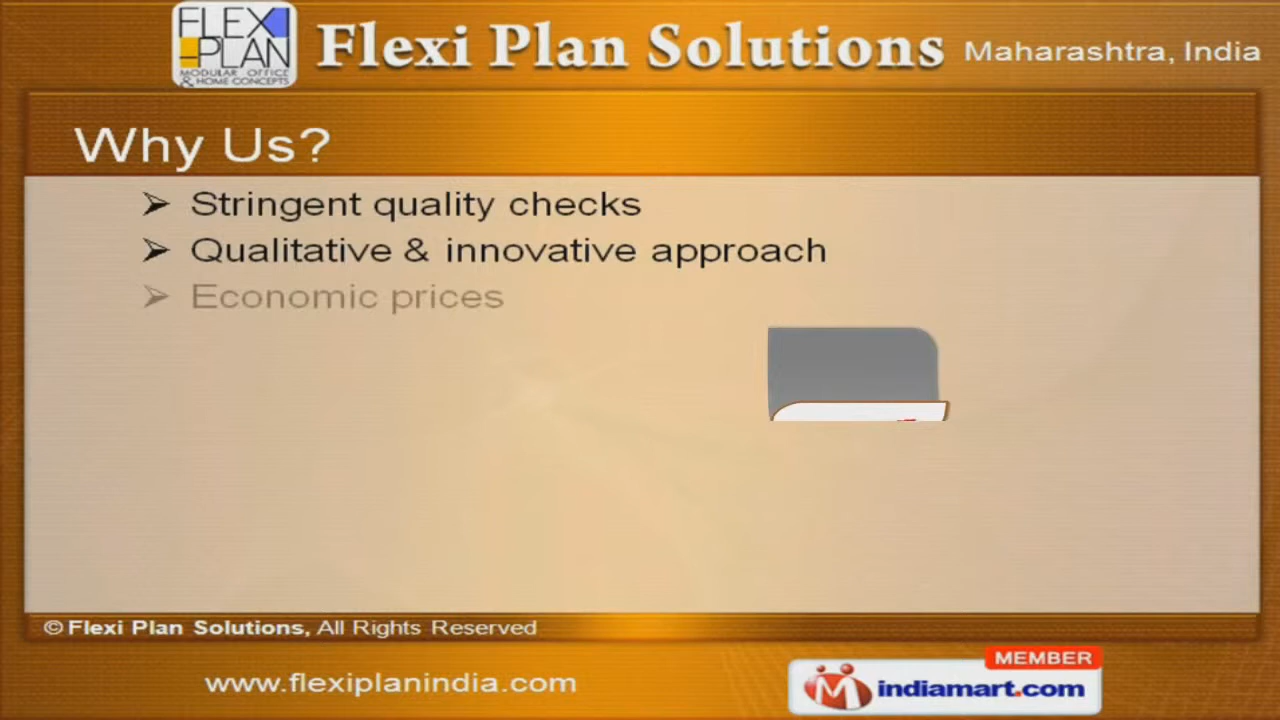 FLEXI
PLAN
MODULAR OFFICE
& HOME CONCEPTS
Flexi Plan Solutions
Maharashtra, India
Why Us?
➢ Stringent quality checks
➢ Qualitative & innovative approach
➢ Economic prices
© Flexi Plan Solutions, All Rights Reserved
www.flexiplanindia.com
MEMBER
indiamart.com